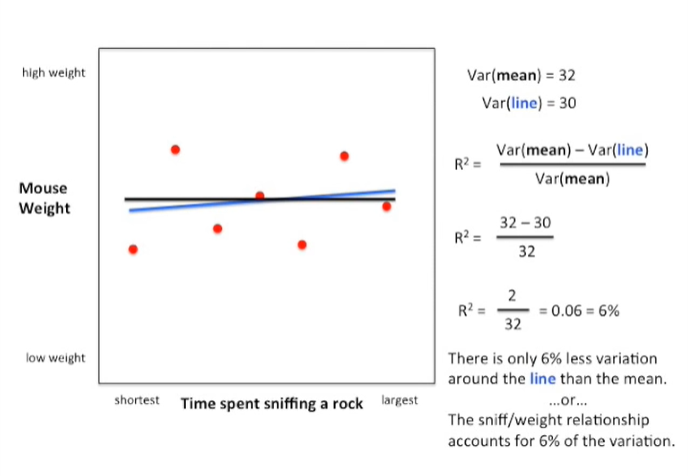 high weight
Mouse
Weight
low weight
shortest
Time spent sniffing a rock
largest
Var(mean) = 32
Var(line) = 30
R² = Var(mean) – Var(line)
Var(mean)
R² = 32 – 30
32
R² = 2
32
= 0.06 = 6%
There is only 6% less variation
around the line than the mean.
...or...
The sniff/weight relationship
accounts for 6% of the variation.